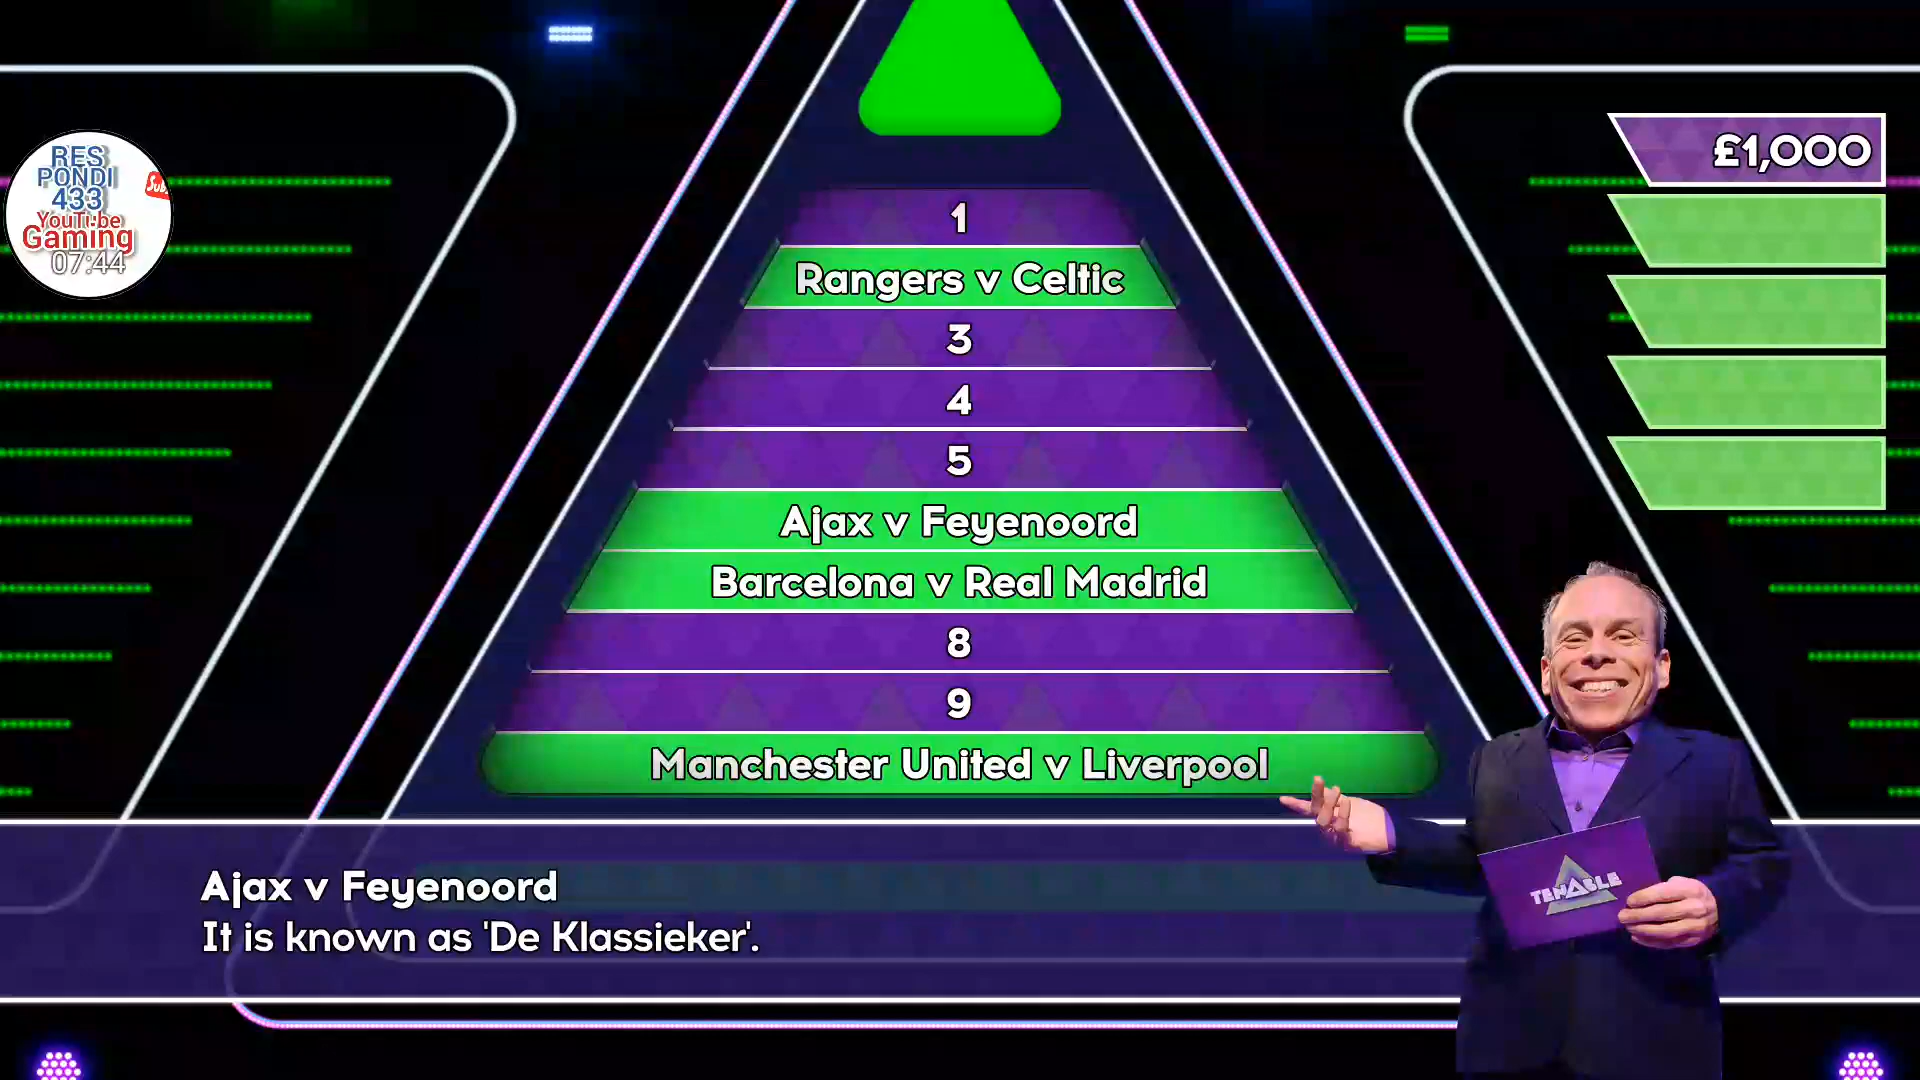 RES
PONDI
433
YouTube
Gaming
07:44
£1,000
1
Rangers v Celtic
3
4
5
Ajax v Feyenoord
Barcelona v Real Madrid
8
9
Manchester United v Liverpool
Ajax v Feyenoord
It is known as 'De Klassieker'.
TENABLE